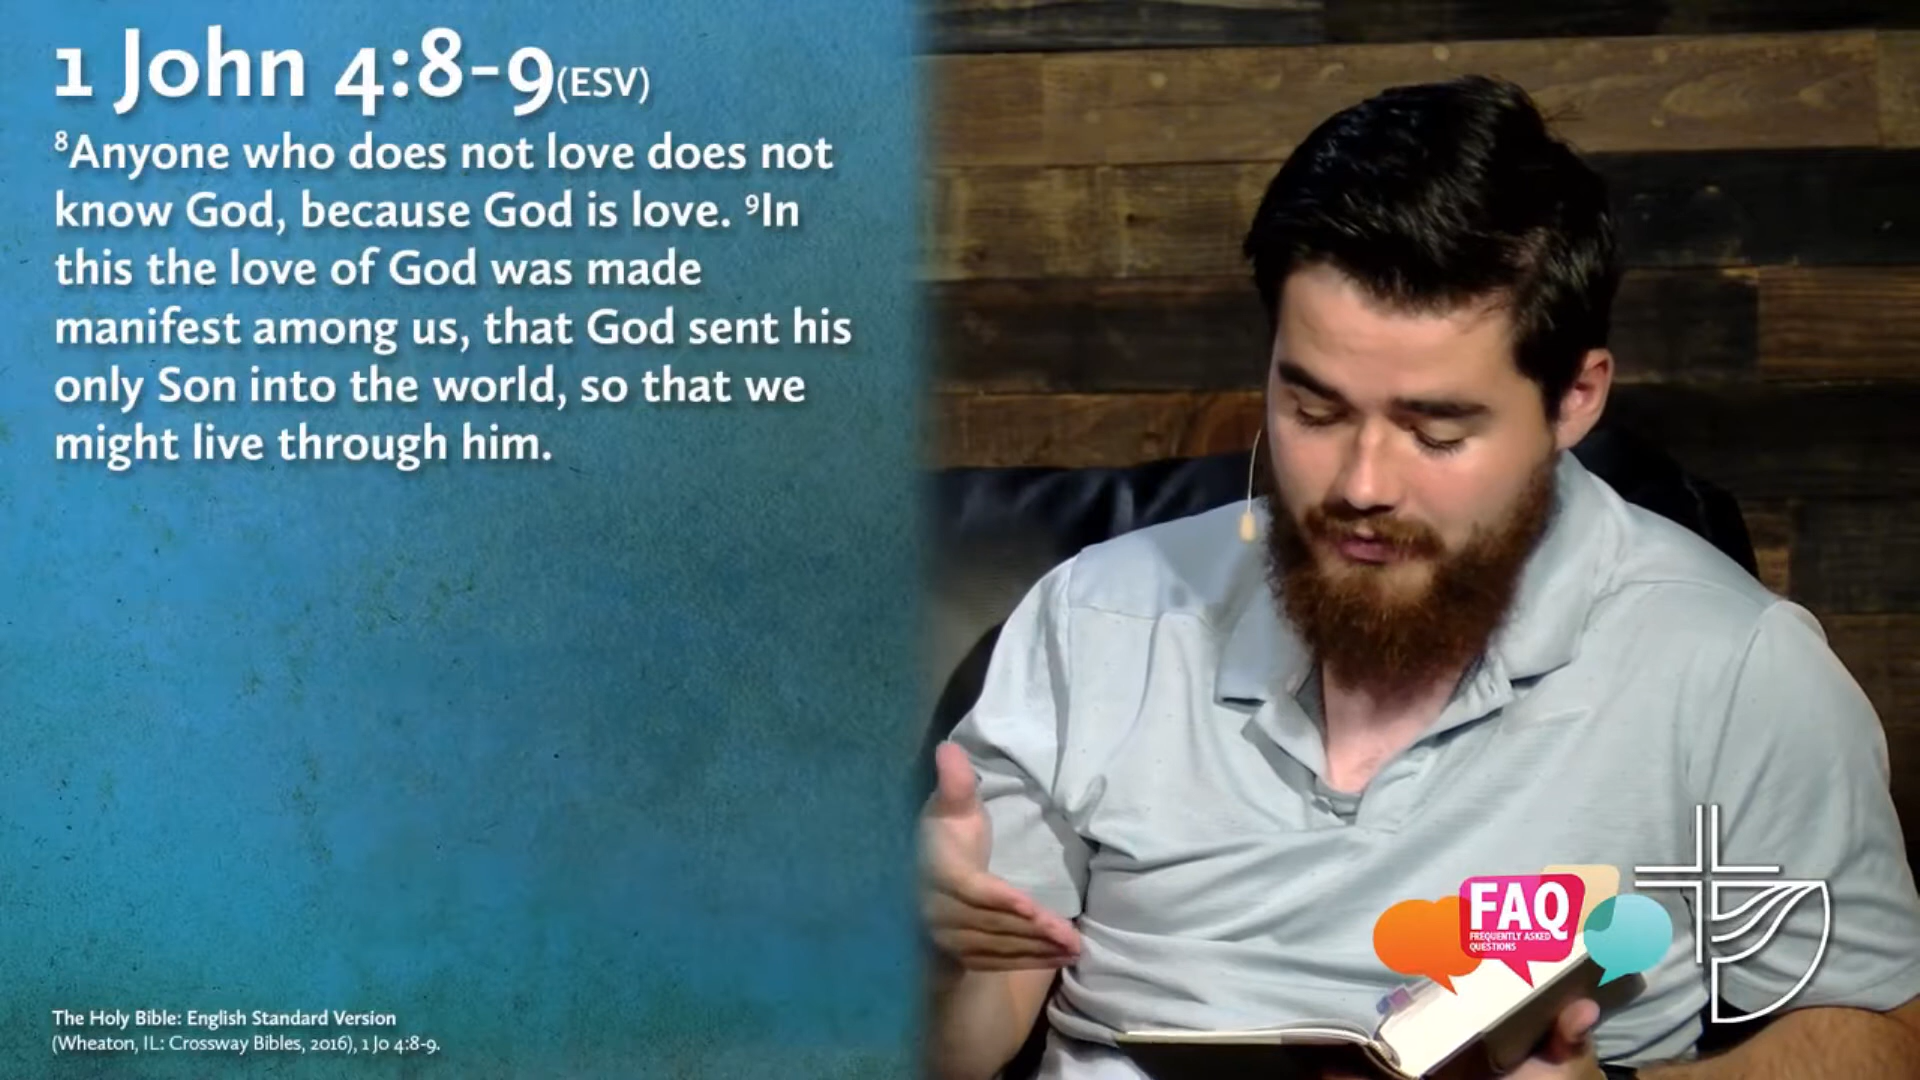 1 John 4:8-9(ESV)
⁸Anyone who does not love does not
know God, because God is love. ⁹In
this the love of God was made
manifest among us, that God sent his
only Son into the world, so that we
might live through him.
The Holy Bible: English Standard Version
(Wheaton, IL: Crossway Bibles, 2016), 1 Jo 4:8-9.
FAQ
FREQUENTLY ASKED
QUESTIONS